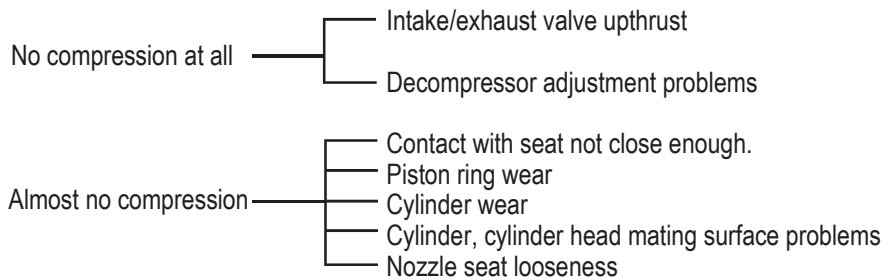 No compression at all
Intake/exhaust valve upthrust
Decompressor adjustment problems
Almost no compression
Contact with seat not close enough.
Piston ring wear
Cylinder wear
Cylinder, cylinder head mating surface problems
Nozzle seat looseness